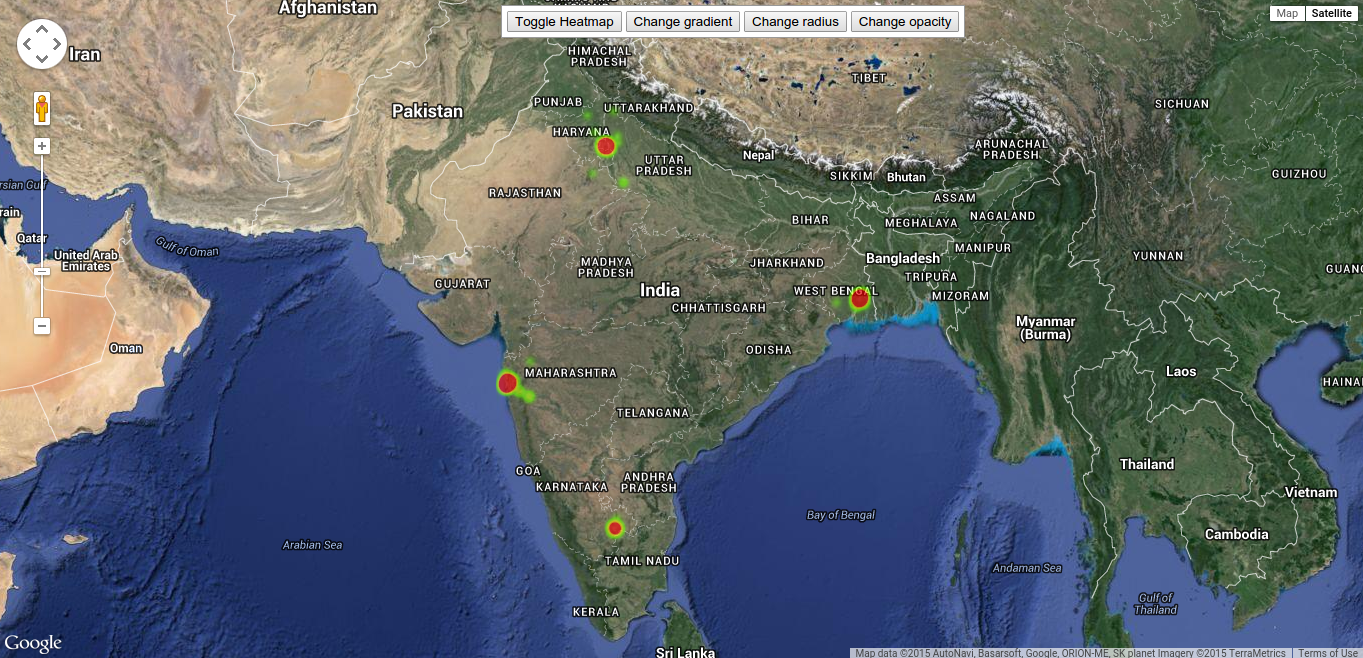 Afghanistan
Toggle Heatmap Change gradient Change radius Change opacity
Map Satellite
Iran
HIMACHAL
PRADESH
TIBET
PUNJAB
UTTARAKHAND
SICHUAN
Pakistan
HARYANA
ARUNACHAL
PRADESH
Nepal
UTTAR
PRADESH
SIKKIM
Bhutan
GUIZHOU
rsian Gulf
RAJASTHAN
ASSAM
rain
BIHAR
MEGHALAYA
NAGALAND
Qatar
Gulf of Oman
MANIPUR
United Arab
Emirates
MADHYA
PRADESH
JHARKHAND
Bangladesh
YUNNAN
GUANG
TRIPURA
GUJARAT
India
WEST BENGAL
MIZORAM
CHHATTISGARH
Myanmar
(Burma)
Oman
ODISHA
MAHARASHTRA
Laos
HAINA
TELANGANA
GOA
KARNATAKA
ANDHRA
PRADESH
Thailand
Vietnam
Bay of Bengal
Cambodia
Arabian Sea
TAMIL NADU
Andaman Sea
Gulf of
Thailand
KERALA
Google
Sri Lanka
Map data ©2015 AutoNavi, Basarsoft, Google, ORION-ME, SK planet Imagery ©2015 TerraMetrics Terms of Use